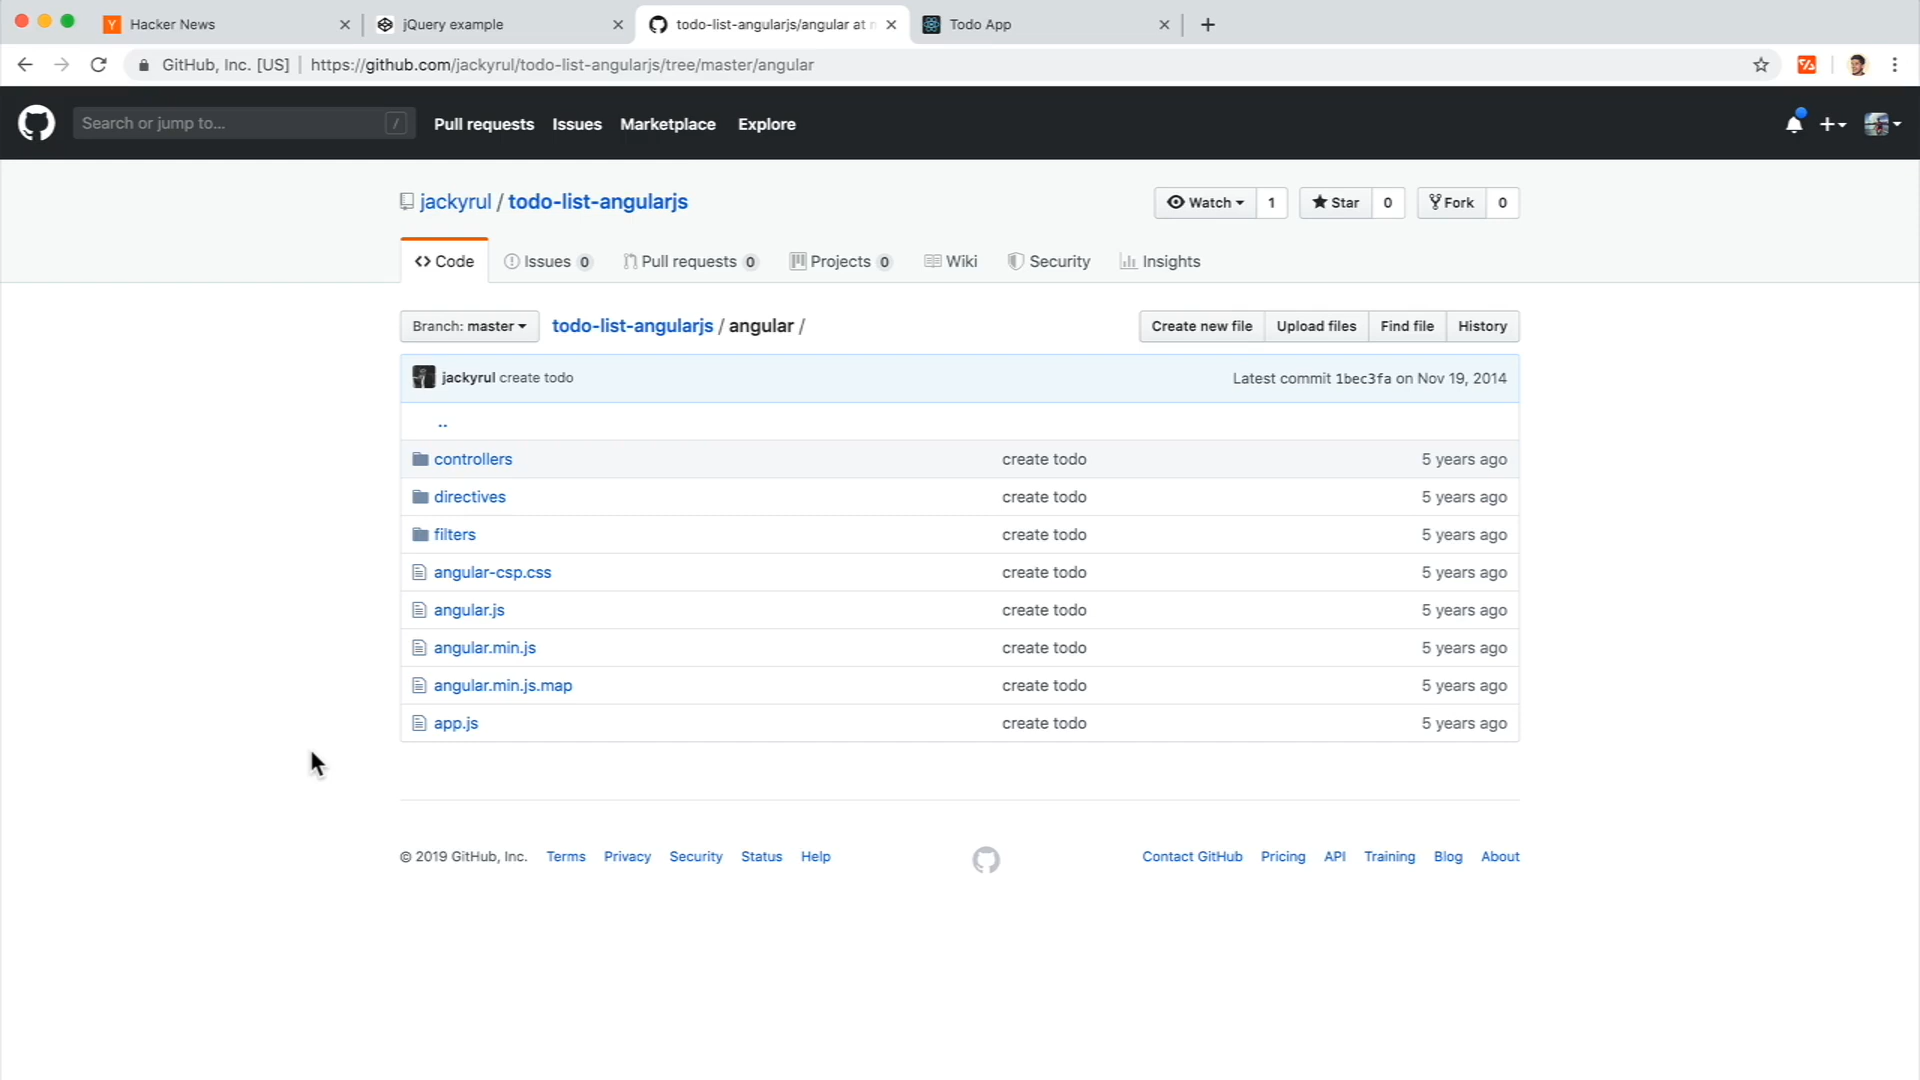 Hacker News
jQuery example
todo-list-angularjs/angular at
Todo App
GitHub, Inc. [US] | https://github.com/jackyrul/todo-list-angularjs/tree/master/angular
Search or jump to... /
Pull requests Issues Marketplace Explore
jackyrul / todo-list-angularjs
Watch 1 Star 0 Fork 0
Code Issues 0 Pull requests 0 Projects 0 Wiki Security Insights
Branch: master todo-list-angularjs / angular /
Create new file Upload files Find file History
jackyrul create todo Latest commit 1bec3fa on Nov 19, 2014
..
controllers create todo 5 years ago
directives create todo 5 years ago
filters create todo 5 years ago
angular-csp.css create todo 5 years ago
angular.js create todo 5 years ago
angular.min.js create todo 5 years ago
angular.min.js.map create todo 5 years ago
app.js create todo 5 years ago
© 2019 GitHub, Inc. Terms Privacy Security Status Help
Contact GitHub Pricing API Training Blog About